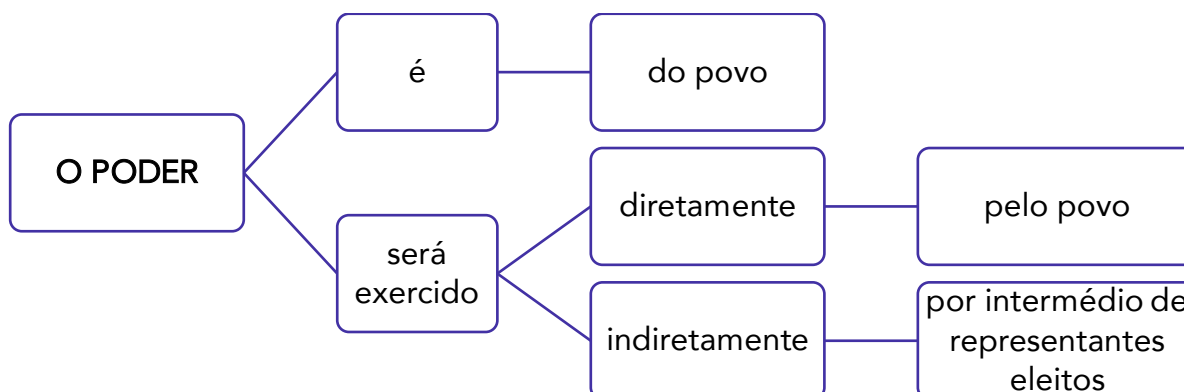 O PODER
é
do povo
será
exercido
diretamente
pelo povo
indiretamente
por intermédio de
representantes
eleitos